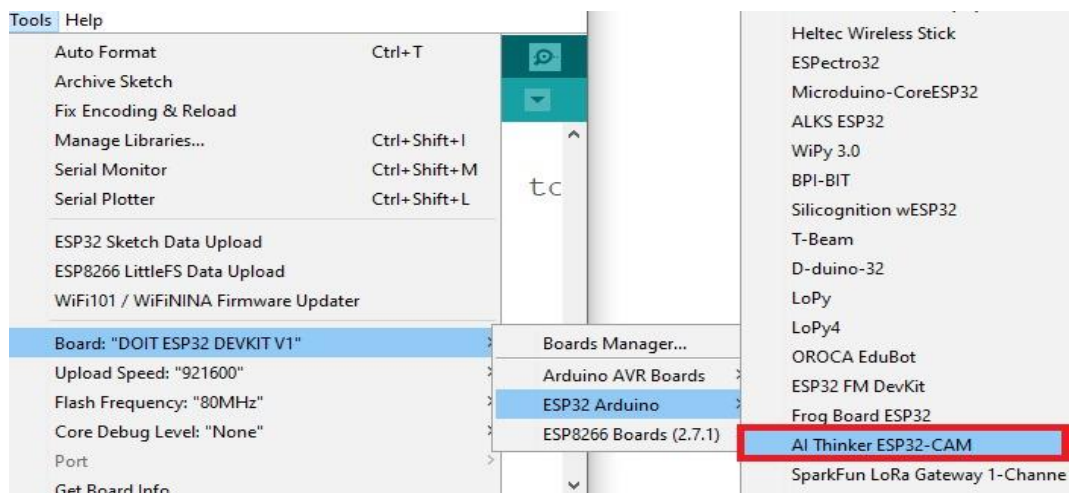 Tools Help
Auto Format Ctrl+T
Archive Sketch
Fix Encoding & Reload
Manage Libraries... Ctrl+Shift+I
Serial Monitor Ctrl+Shift+M
Serial Plotter Ctrl+Shift+L
ESP32 Sketch Data Upload
ESP8266 LittleFS Data Upload
WiFi101 / WiFiNINA Firmware Updater
Board: "DOIT ESP32 DEVKIT V1"
Upload Speed: "921600"
Flash Frequency: "80MHz"
Core Debug Level: "None"
Port
Get Board Info
tc
Boards Manager...
Arduino AVR Boards
ESP32 Arduino
ESP8266 Boards (2.7.1)
Heltec Wireless Stick
ESPectro32
Microduino-CoreESP32
ALKS ESP32
WiPy 3.0
BPI-BIT
Silicognition wESP32
T-Beam
D-duino-32
LoPy
LoPy4
OROCA EduBot
ESP32 FM DevKit
Frog Board ESP32
AI Thinker ESP32-CAM
SparkFun LoRa Gateway 1-Channe